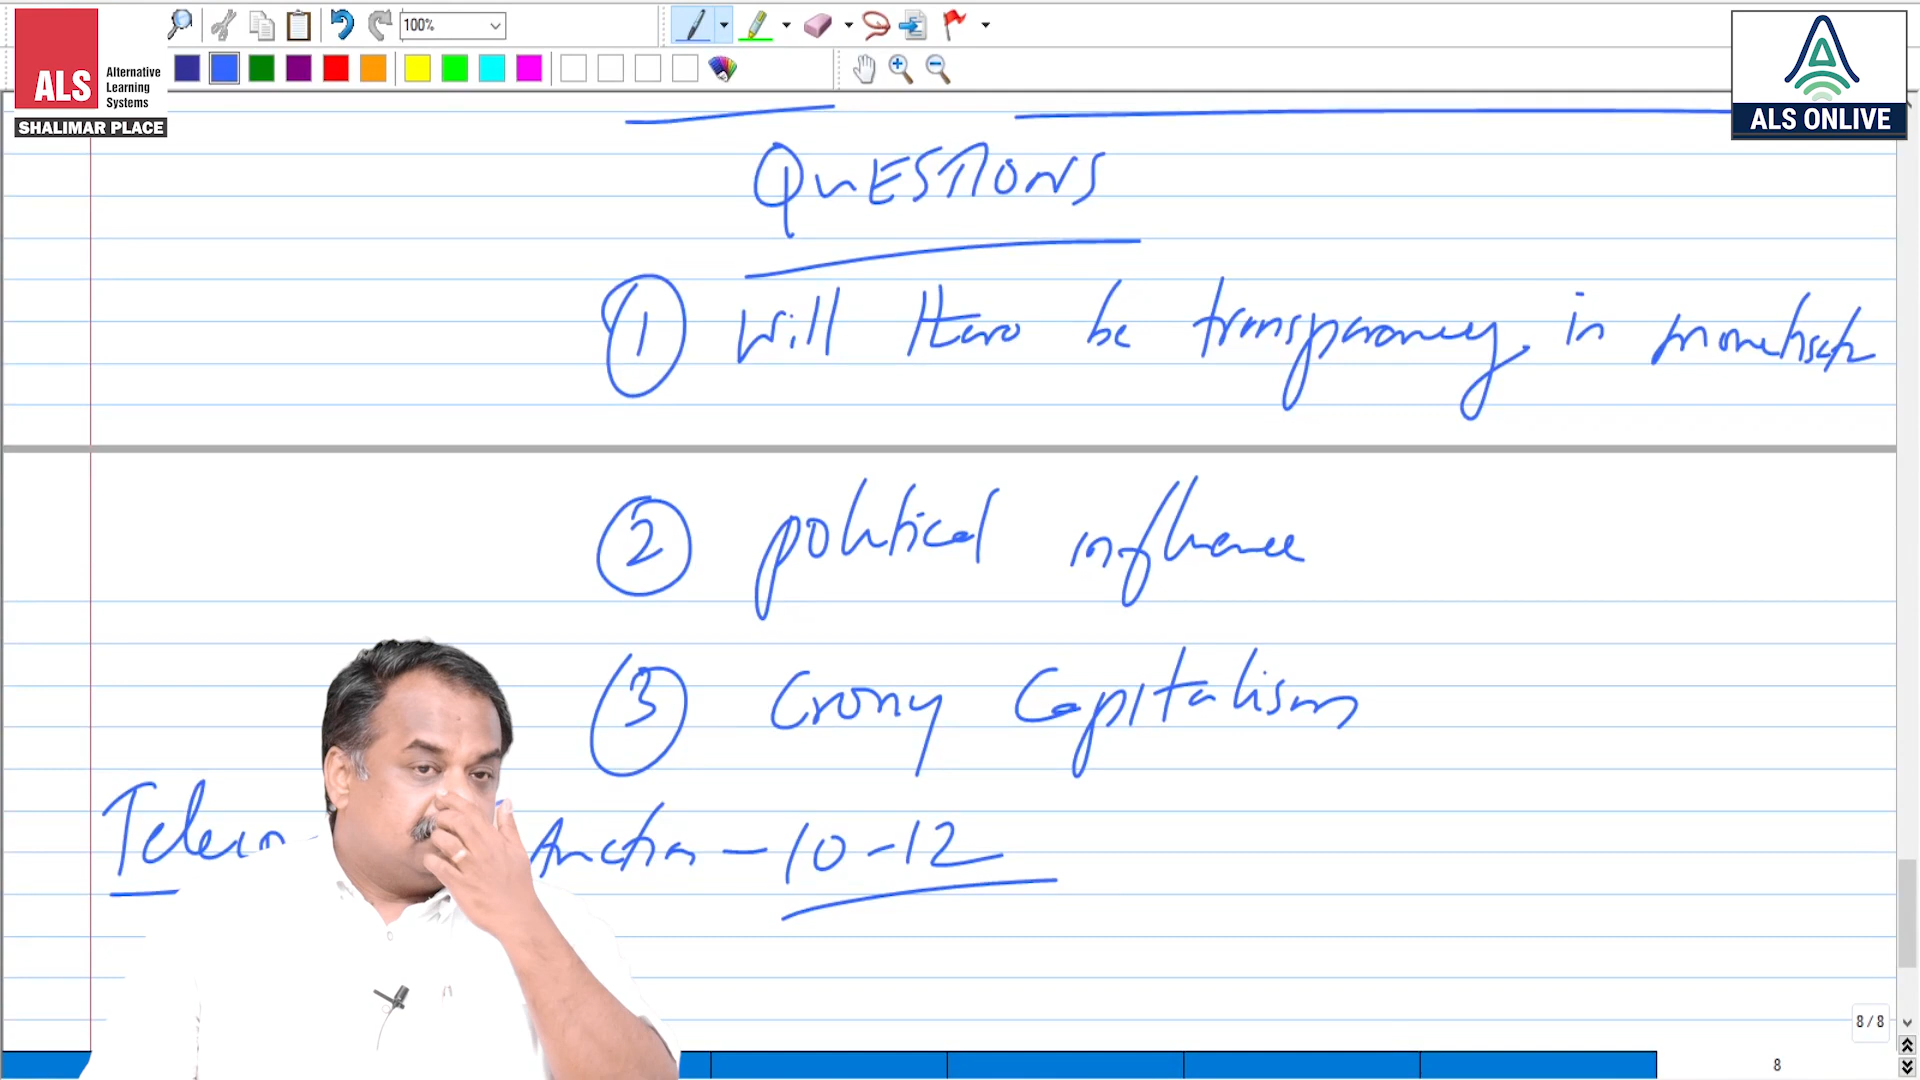 100%
ALS
Alternative
Learning
Systems
SHALIMAR PLACE
ALS ONLIVE
QUESTIONS
① Will there be transparency in monetisatn
② political influence
③ Crony Capitalism
Telecom Auction - 10-12
8 / 8
8